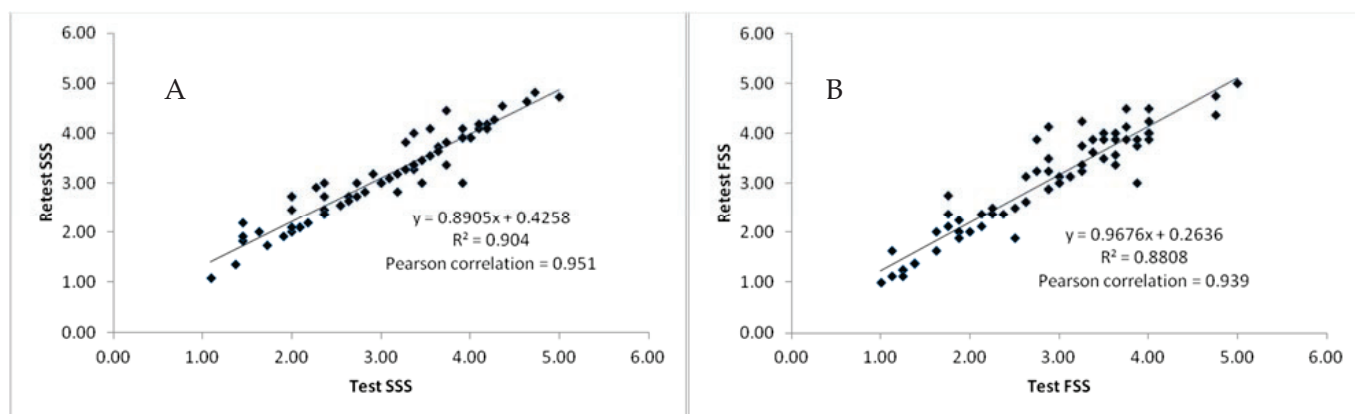 A
Retest SSS
6.00
5.00
4.00
3.00
2.00
1.00
0.00
y = 0.8905x + 0.4258
R² = 0.904
Pearson correlation = 0.951
0.00 1.00 2.00 3.00 4.00 5.00 6.00
Test SSS
B
Retest FSS
6.00
5.00
4.00
3.00
2.00
1.00
0.00
y = 0.9676x + 0.2636
R² = 0.8808
Pearson correlation = 0.939
0.00 1.00 2.00 3.00 4.00 5.00 6.00
Test FSS